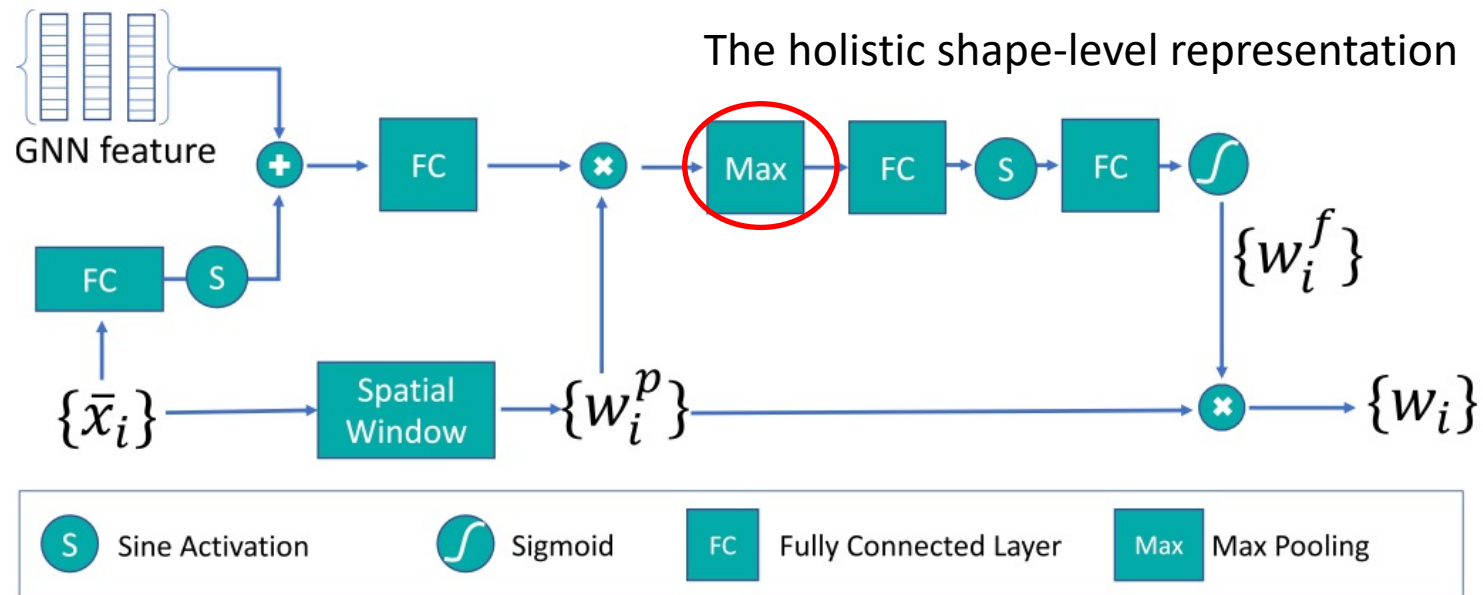 The holistic shape-level representation
GNN feature
+
FC
×
Max
FC
S
FC
{w_i^f}
FC
S
{x̄_i}
Spatial
Window
{w_i^p}
×
{w_i}
S Sine Activation
Sigmoid
FC Fully Connected Layer
Max Max Pooling